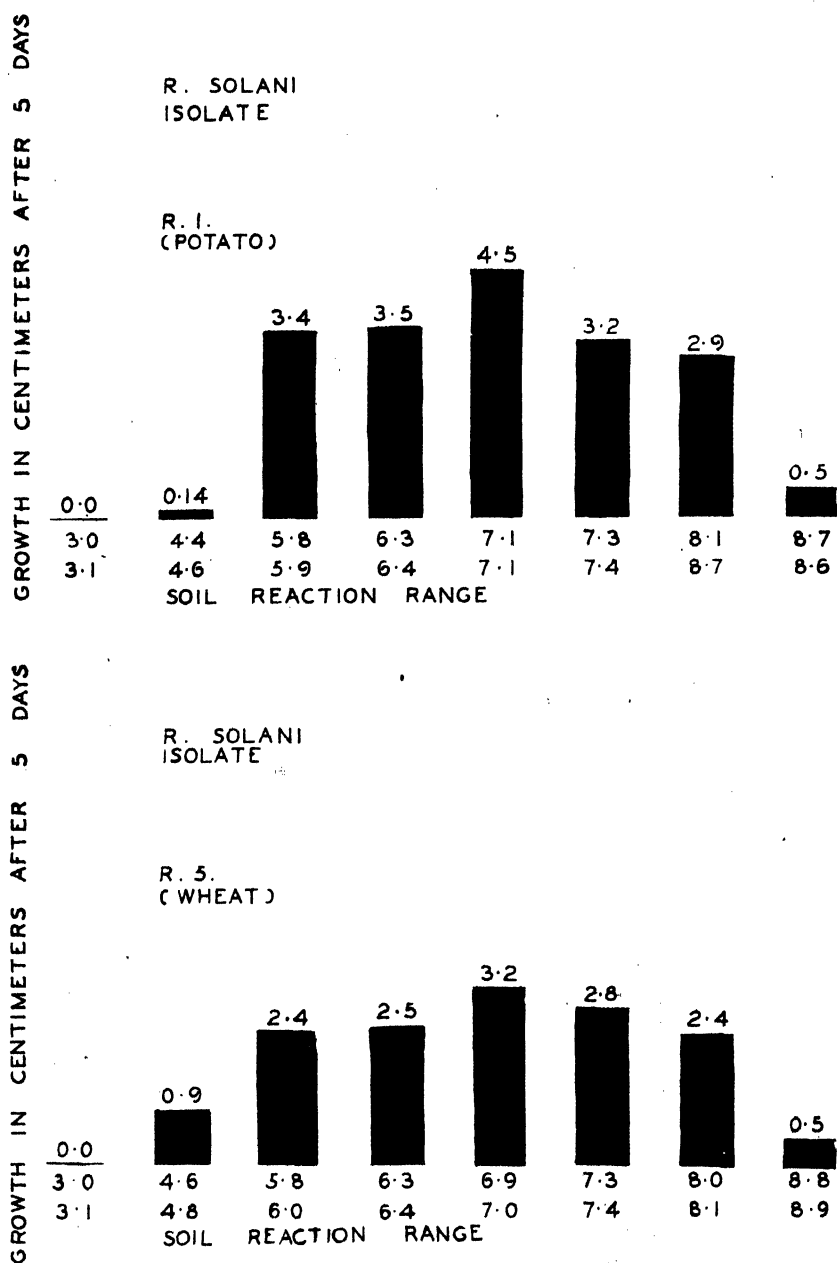 GROWTH IN CENTIMETERS AFTER 5 DAYS
R. SOLANI
ISOLATE
R. 1.
(POTATO)
0·0 0·14 3·4 3·5 4·5 3·2 2·9 0·5
3·0 4·4 5·8 6·3 7·1 7·3 8·1 8·7
3·1 4·6 5·9 6·4 7·1 7·4 8·7 8·6
SOIL REACTION RANGE
GROWTH IN CENTIMETERS AFTER 5 DAYS
R. SOLANI
ISOLATE
R. 5.
(WHEAT)
0·0 0·9 2·4 2·5 3·2 2·8 2·4 0·5
3·0 4·6 5·8 6·3 6·9 7·3 8·0 8·8
3·1 4·8 6·0 6·4 7·0 7·4 8·1 8·9
SOIL REACTION RANGE